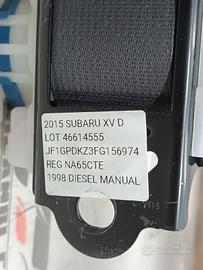 2015 SUBARU XV D
LOT 46614555
JF1GPDKZ3FG156974
REG NA65CTE
1998 DIESEL MANUAL